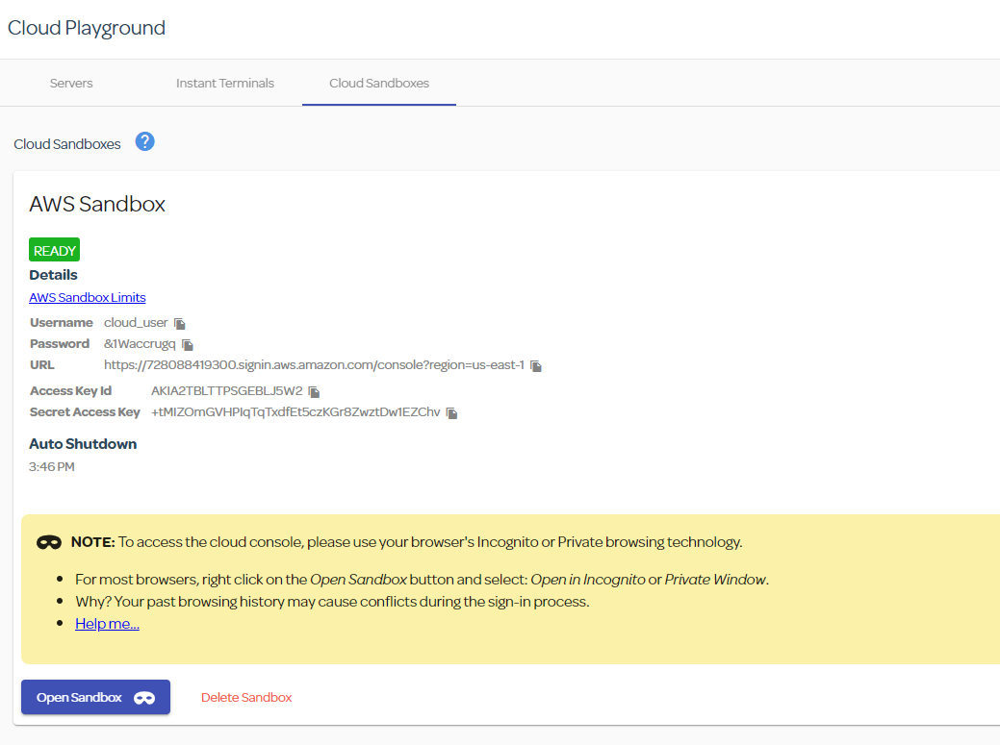 Cloud Playground
Servers
Instant Terminals
Cloud Sandboxes
Cloud Sandboxes ?
AWS Sandbox
READY
Details
AWS Sandbox Limits
Username cloud_user
Password &1Waccrugq
URL https://728088419300.signin.aws.amazon.com/console?region=us-east-1
Access Key Id AKIA2TBLTTPSGEBLJ5W2
Secret Access Key +tMIZOmGVHPIqTqTxdfEt5czKGr8ZwztDw1EZChv
Auto Shutdown
3:46 PM
NOTE: To access the cloud console, please use your browser's Incognito or Private browsing technology.
• For most browsers, right click on the Open Sandbox button and select: Open in Incognito or Private Window.
• Why? Your past browsing history may cause conflicts during the sign-in process.
• Help me...
Open Sandbox
Delete Sandbox